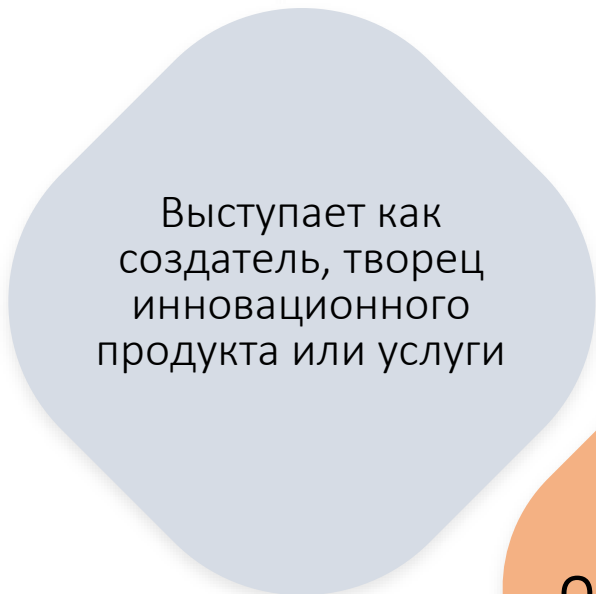 Выступает как
создатель, творец
инновационного
продукта или услуги